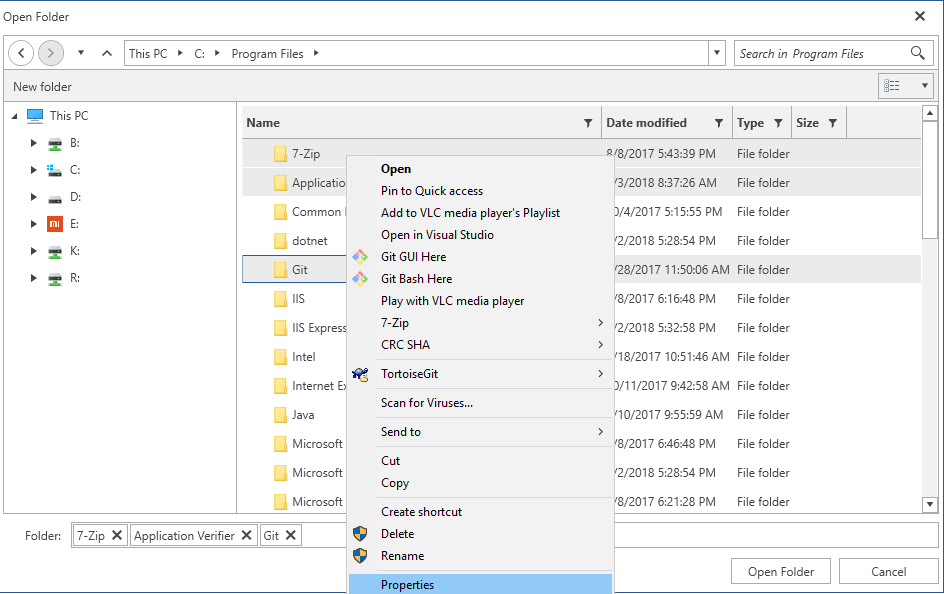 Open Folder
This PC C: Program Files Search in Program Files
New folder
This PC
B:
C:
D:
E:
K:
R:
mi
Name Date modified Type Size
7-Zip 8/8/2017 5:43:39 PM File folder
Applicatio /3/2018 8:37:26 AM File folder
Common 0/4/2017 5:15:55 PM File folder
dotnet /2/2018 5:28:54 PM File folder
Git /28/2017 11:50:06 AM File folder
IIS /8/2017 6:16:48 PM File folder
IIS Express /2/2018 5:32:58 PM File folder
Intel /18/2017 10:51:46 AM File folder
Internet Ex 0/11/2017 9:42:58 AM File folder
Java /10/2017 9:55:59 AM File folder
Microsoft /8/2017 6:46:48 PM File folder
Microsoft /2/2018 5:28:54 PM File folder
Microsoft /8/2017 6:21:28 PM File folder
Open
Pin to Quick access
Add to VLC media player's Playlist
Open in Visual Studio
Git GUI Here
Git Bash Here
Play with VLC media player
7-Zip
CRC SHA
TortoiseGit
Scan for Viruses...
Send to
Cut
Copy
Create shortcut
Delete
Rename
Properties
Folder: 7-Zip Application Verifier Git
Open Folder Cancel